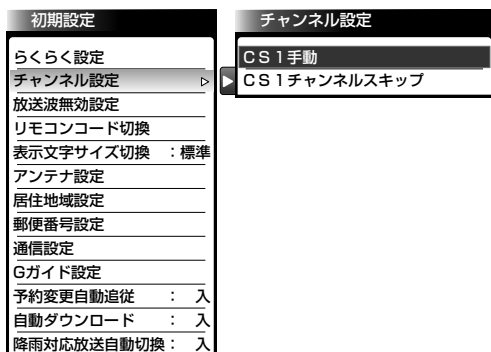 初期設定
らくらく設定
チャンネル設定
放送波無効設定
リモコンコード切換
表示文字サイズ切換 ：標準
アンテナ設定
居住地域設定
郵便番号設定
通信設定
Gガイド設定
予約変更自動追従 ： 入
自動ダウンロード ： 入
降雨対応放送自動切換： 入
チャンネル設定
ＣＳ１手動
ＣＳ１チャンネルスキップ